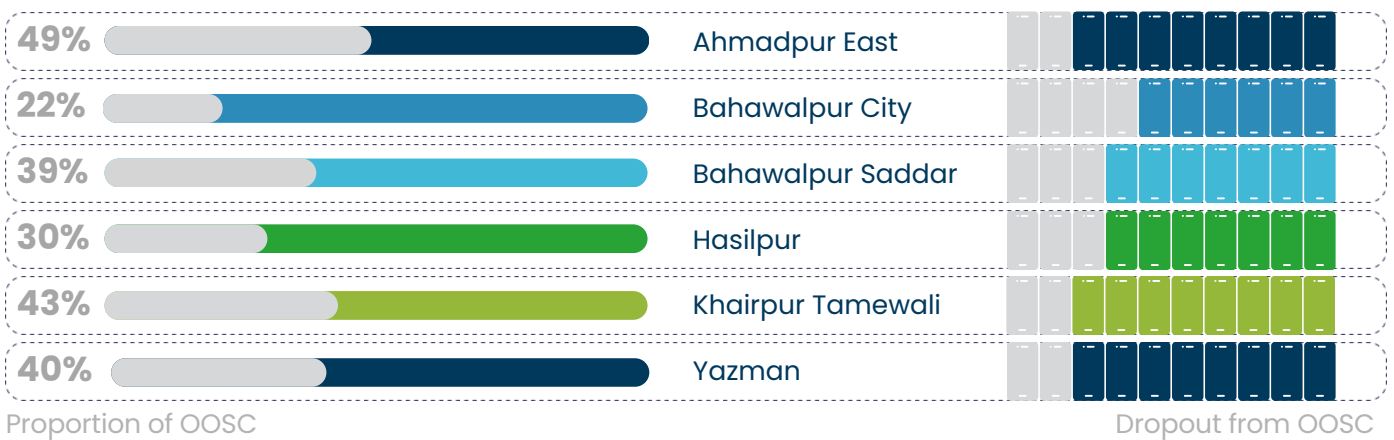 49% Ahmadpur East
22% Bahawalpur City
39% Bahawalpur Saddar
30% Hasilpur
43% Khairpur Tamewali
40% Yazman
Proportion of OOSC Dropout from OOSC